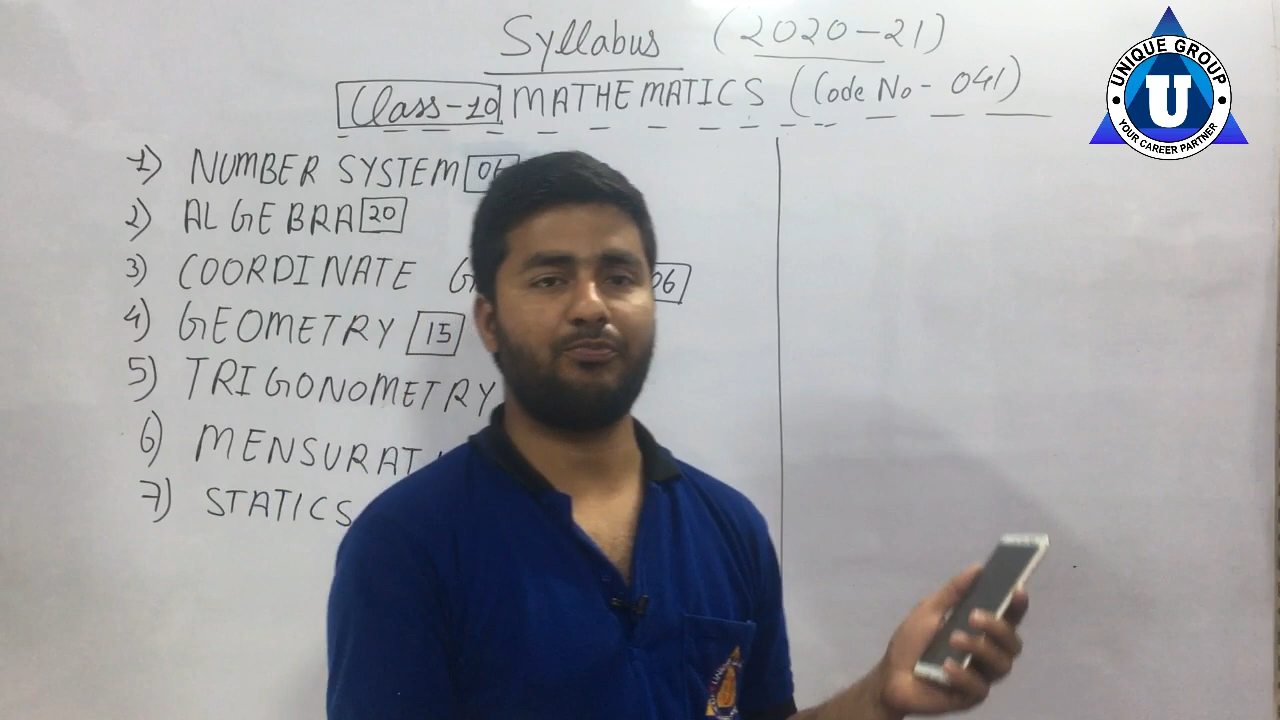 Syllabus (2020-21)
Class-10 MATHEMATICS (Code No- 041)
1) NUMBER SYSTEM
2) ALGEBRA 20
3) COORDINATE 06
4) GEOMETRY 15
5) TRIGONOMETRY
6) MENSURAT
7) STATICS
UNIQUE GROUP
U
YOUR CAREER PARTNER